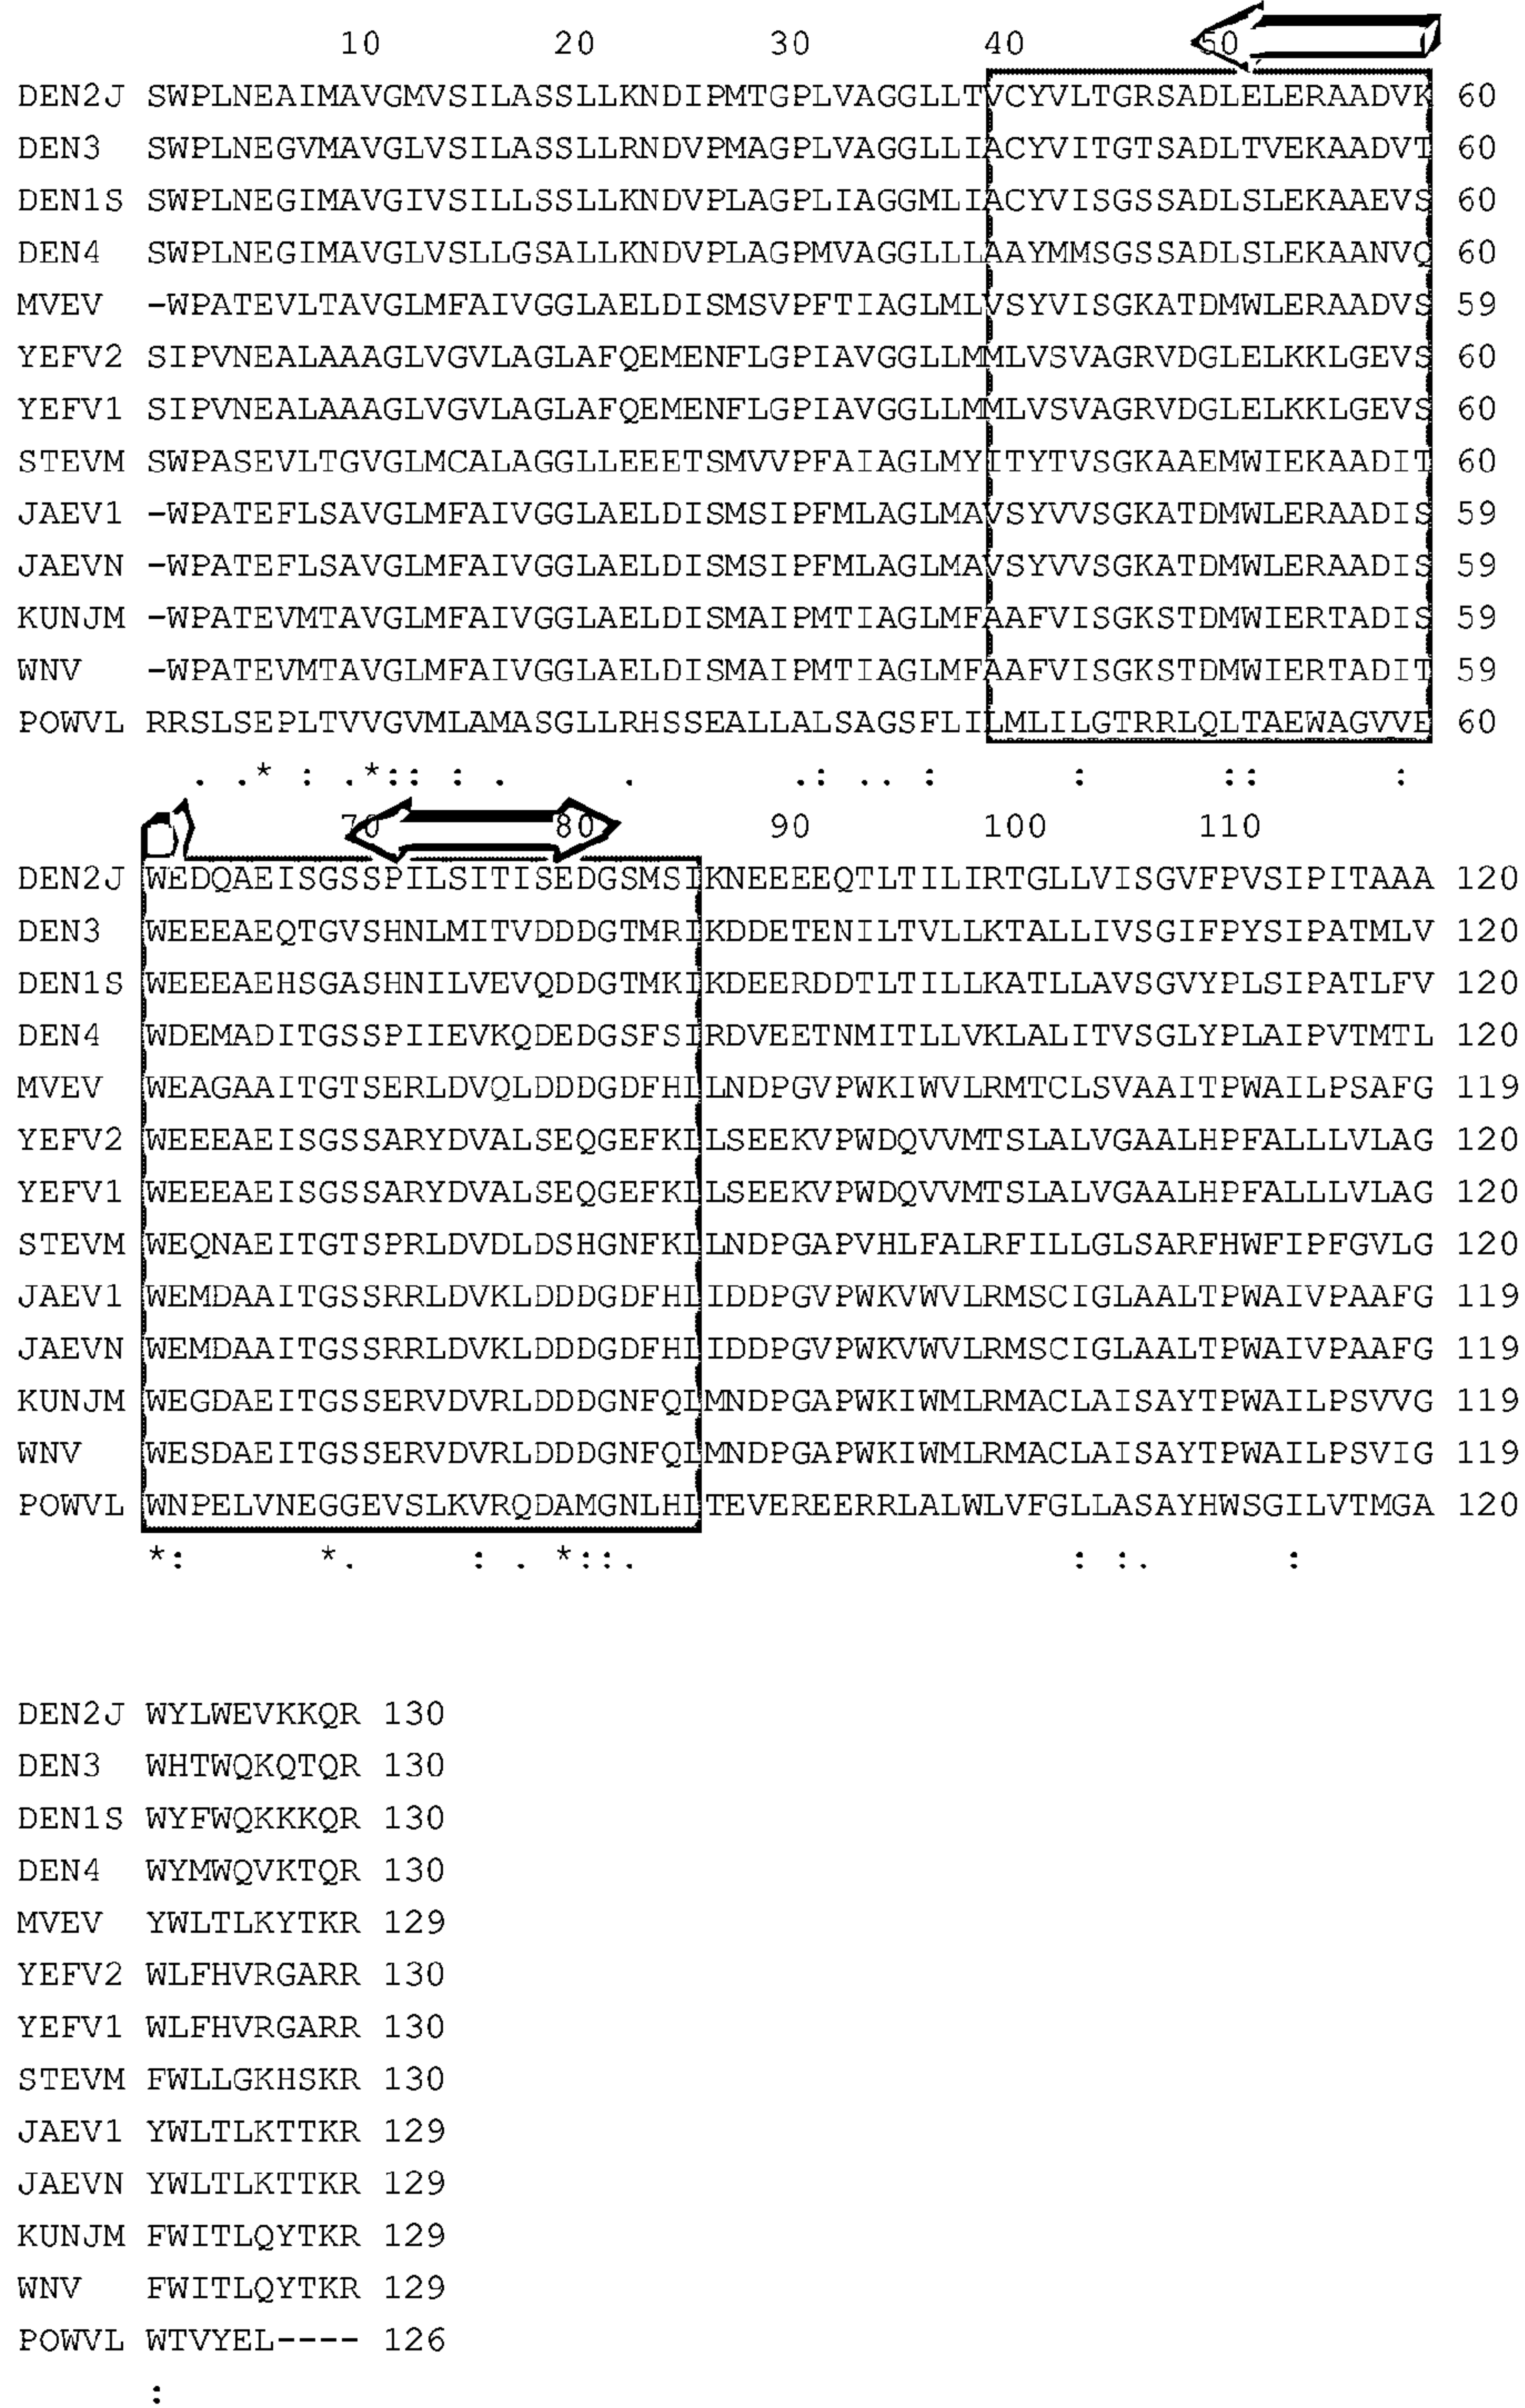 10 20 30 40 50
DEN2J SWPLNEAIMAVGMVSILASSLLKNDIPMTGPLVAGGLLTVCYVLTGRSADLELERAADVK 60
DEN3 SWPLNEGVMAVGLVSILASSLLRNDVPMAGPLVAGGLLIACYVITGTSADLTVEKAADVT 60
DEN1S SWPLNEGIMAVGIVSILLSSLLKNDVPLAGPLIAGGMLIACYVISGSSADLSLEKAAEVS 60
DEN4 SWPLNEGIMAVGLVSLLGSALLKNDVPLAGPMVAGGLLLAAYMMSGSSADLSLEKAANVQ 60
MVEV -WPATEVLTAVGLMFAIVGGLAELDISMSVPFTIAGLMLVSYVISGKATDMWLERAADVS 59
YEFV2 SIPVNEALAAAGLVGVLAGLAFQEMENFLGPIAVGGLLMMLVSVAGRVDGLELKKLGEVS 60
YEFV1 SIPVNEALAAAGLVGVLAGLAFQEMENFLGPIAVGGLLMMLVSVAGRVDGLELKKLGEVS 60
STEVM SWPASEVLTGVGLMCALAGGLLEEETSMVVPFAIAGLMYITYTVSGKAAEMWIEKAADIT 60
JAEV1 -WPATEFLSAVGLMFAIVGGLAELDISMSIPFMLAGLMAVSYVVSGKATDMWLERAADIS 59
JAEVN -WPATEFLSAVGLMFAIVGGLAELDISMSIPFMLAGLMAVSYVVSGKATDMWLERAADIS 59
KUNJM -WPATEVMTAVGLMFAIVGGLAELDISMAIPMTIAGLMFAAFVISGKSTDMWIERTADIS 59
WNV -WPATEVMTAVGLMFAIVGGLAELDISMAIPMTIAGLMFAAFVISGKSTDMWIERTADIT 59
POWVL RRSLSEPLTVVGVMLAMASGLLRHSSEALLALSAGSFLILMLILGTRRLQLTAEWAGVVE 60
. .* : .*:: : . . .: .. : : :: :
70 80 90 100 110
DEN2J WEDQAEISGSSPILSITISEDGSMSIKNEEEEQTLTILIRTGLLVISGVFPVSIPITAAA 120
DEN3 WEEEAEQTGVSHNLMITVDDDGTMRIKDDETENILTVLLKTALLIVSGIFPYSIPATMLV 120
DEN1S WEEEAEHSGASHNILVEVQDDGTMKIKDEERDDTLTILLKATLLAVSGVYPLSIPATLFV 120
DEN4 WDEMADITGSSPIIEVKQDEDGSFSIRDVEETNMITLLVKLALITVSGLYPLAIPVTMTL 120
MVEV WEAGAAITGTSERLDVQLDDDGDFHLLNDPGVPWKIWVLRMTCLSVAAITPWAILPSAFG 119
YEFV2 WEEEAEISGSSARYDVALSEQGEFKLLSEEKVPWDQVVMTSLALVGAALHPFALLLVLAG 120
YEFV1 WEEEAEISGSSARYDVALSEQGEFKLLSEEKVPWDQVVMTSLALVGAALHPFALLLVLAG 120
STEVM WEQNAEITGTSPRLDVDLDSHGNFKLLNDPGAPVHLFALRFILLGLSARFHWFIPFGVLG 120
JAEV1 WEMDAAITGSSRRLDVKLDDDGDFHLIDDPGVPWKVWVLRMSCIGLAALTPWAIVPAAFG 119
JAEVN WEMDAAITGSSRRLDVKLDDDGDFHLIDDPGVPWKVWVLRMSCIGLAALTPWAIVPAAFG 119
KUNJM WEGDAEITGSSERVDVRLDDDGNFQLMNDPGAPWKIWMLRMACLAISAYTPWAILPSVVG 119
WNV WESDAEITGSSERVDVRLDDDGNFQLMNDPGAPWKIWMLRMACLAISAYTPWAILPSVIG 119
POWVL WNPELVNEGGEVSLKVRQDAMGNLHLTEVEREERRLALWLVFGLLASAYHWSGILVTMGA 120
*: *. : . *::. : :. :
DEN2J WYLWEVKKQR 130
DEN3 WHTWQKQTQR 130
DEN1S WYFWQKKKQR 130
DEN4 WYMWQVKTQR 130
MVEV YWLTLKYTKR 129
YEFV2 WLFHVRGARR 130
YEFV1 WLFHVRGARR 130
STEVM FWLLGKHSKR 130
JAEV1 YWLTLKTTKR 129
JAEVN YWLTLKTTKR 129
KUNJM FWITLQYTKR 129
WNV FWITLQYTKR 129
POWVL WTVYEL---- 126
: